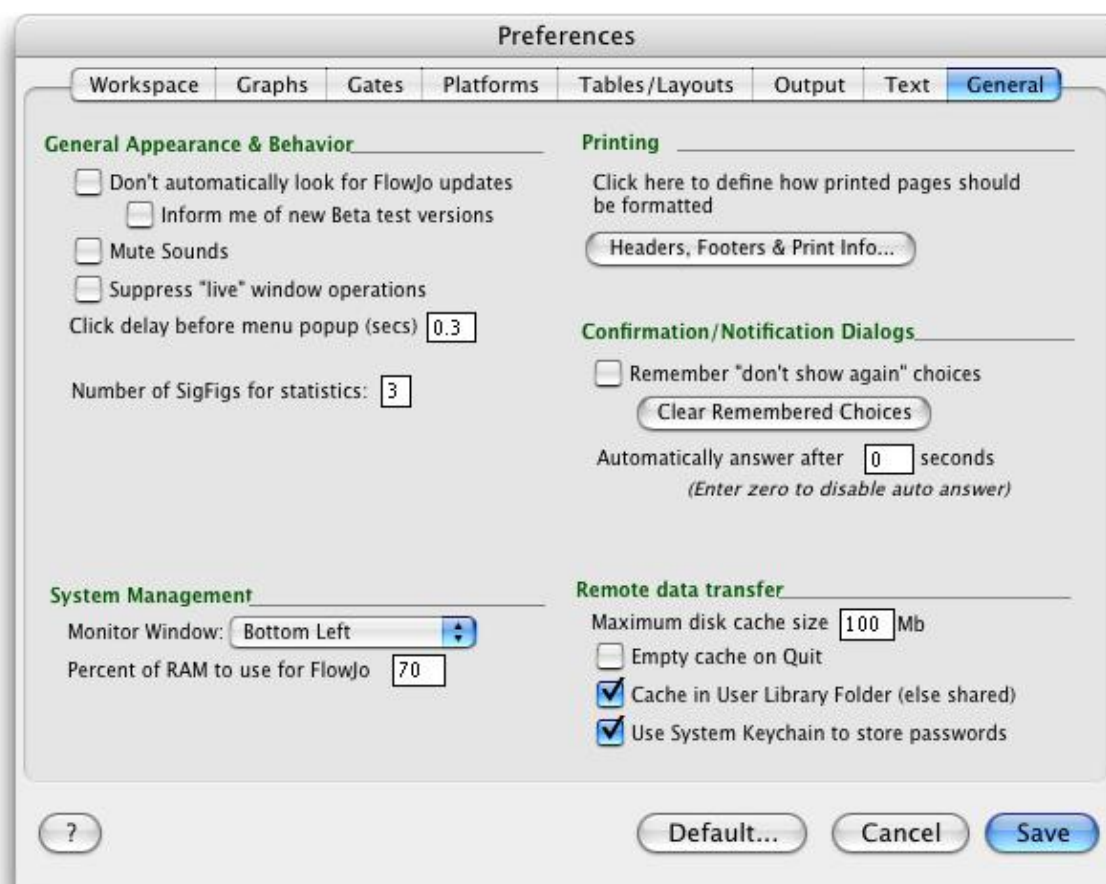 Preferences
Workspace Graphs Gates Platforms Tables/Layouts Output Text General
General Appearance & Behavior
Don't automatically look for FlowJo updates
Inform me of new Beta test versions
Mute Sounds
Suppress "live" window operations
Click delay before menu popup (secs) 0.3
Number of SigFigs for statistics: 3
Printing
Click here to define how printed pages should
be formatted
Headers, Footers & Print Info...
Confirmation/Notification Dialogs
Remember "don't show again" choices
Clear Remembered Choices
Automatically answer after 0 seconds
(Enter zero to disable auto answer)
System Management
Monitor Window: Bottom Left
Percent of RAM to use for FlowJo 70
Remote data transfer
Maximum disk cache size 100 Mb
Empty cache on Quit
Cache in User Library Folder (else shared)
Use System Keychain to store passwords
? Default... Cancel Save